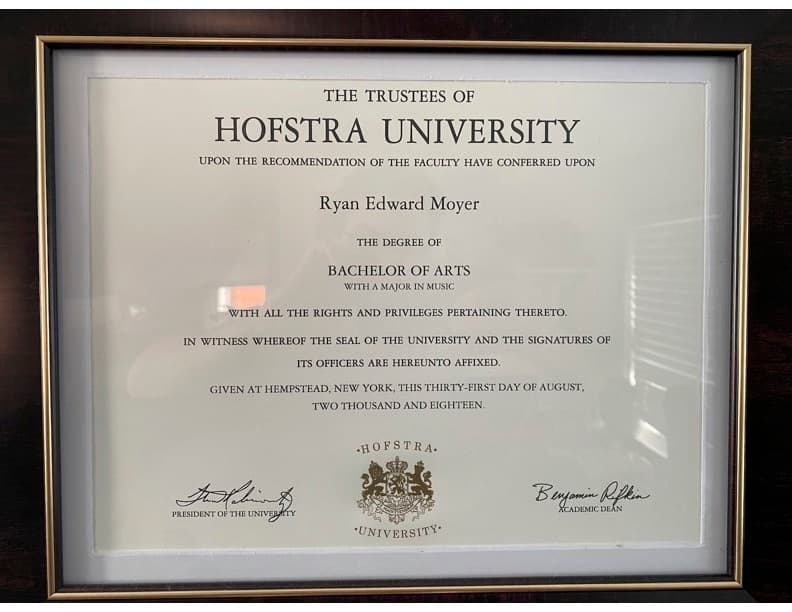 THE TRUSTEES OF
HOFSTRA UNIVERSITY
UPON THE RECOMMENDATION OF THE FACULTY HAVE CONFERRED UPON
Ryan Edward Moyer
THE DEGREE OF
BACHELOR OF ARTS
WITH A MAJOR IN MUSIC
WITH ALL THE RIGHTS AND PRIVILEGES PERTAINING THERETO.
IN WITNESS WHEREOF THE SEAL OF THE UNIVERSITY AND THE SIGNATURES OF
ITS OFFICERS ARE HEREUNTO AFFIXED.
GIVEN AT HEMPSTEAD, NEW YORK, THIS THIRTY-FIRST DAY OF AUGUST,
TWO THOUSAND AND EIGHTEEN.
·HOFSTRA·
·UNIVERSITY·
PRESIDENT OF THE UNIVERSITY
Benjamin Rifkin
ACADEMIC DEAN